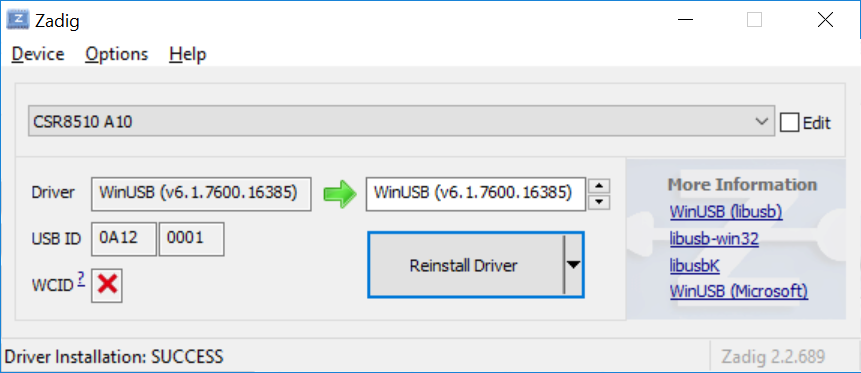 Zadig
Device Options Help
CSR8510 A10
Edit
Driver WinUSB (v6.1.7600.16385) WinUSB (v6.1.7600.16385)
USB ID 0A12 0001
WCID ?
Reinstall Driver
More Information
WinUSB (libusb)
libusb-win32
libusbK
WinUSB (Microsoft)
Driver Installation: SUCCESS
Zadig 2.2.689